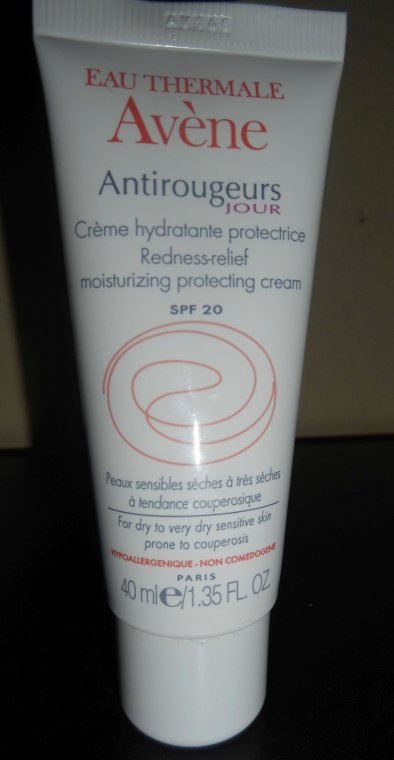 EAU THERMALE
Avène
Antirougeurs
JOUR
Crème hydratante protectrice
Redness-relief
moisturizing protecting cream
SPF 20
Peaux sensibles sèches à très sèches
à tendance couperosique
For dry to very dry sensitive skin
prone to couperosis
HYPOALLERGENIQUE - NON COMEDOGENE
PARIS
40 ml e/1.35 FL. OZ.